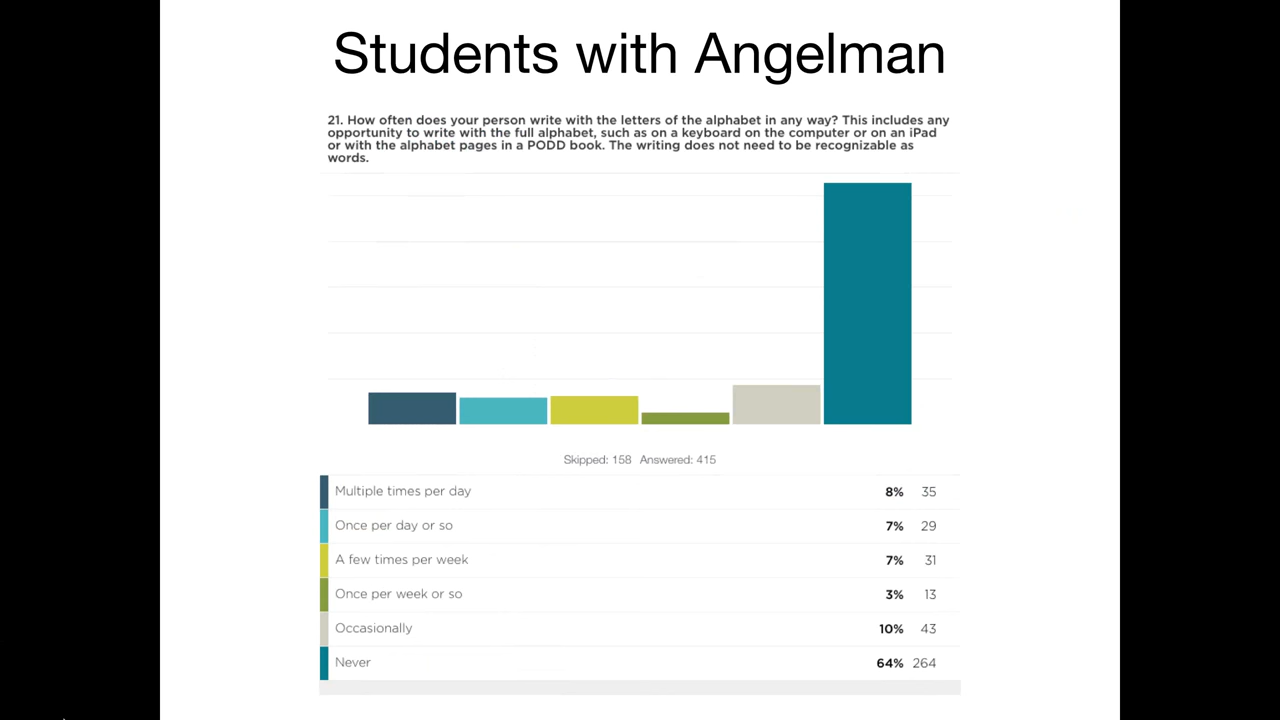 Students with Angelman
21. How often does your person write with the letters of the alphabet in any way? This includes any
opportunity to write with the full alphabet, such as on a keyboard on the computer or on an iPad
or with the alphabet pages in a PODD book. The writing does not need to be recognizable as
words.
Skipped: 158 Answered: 415
Multiple times per day 8% 35
Once per day or so 7% 29
A few times per week 7% 31
Once per week or so 3% 13
Occasionally 10% 43
Never 64% 264